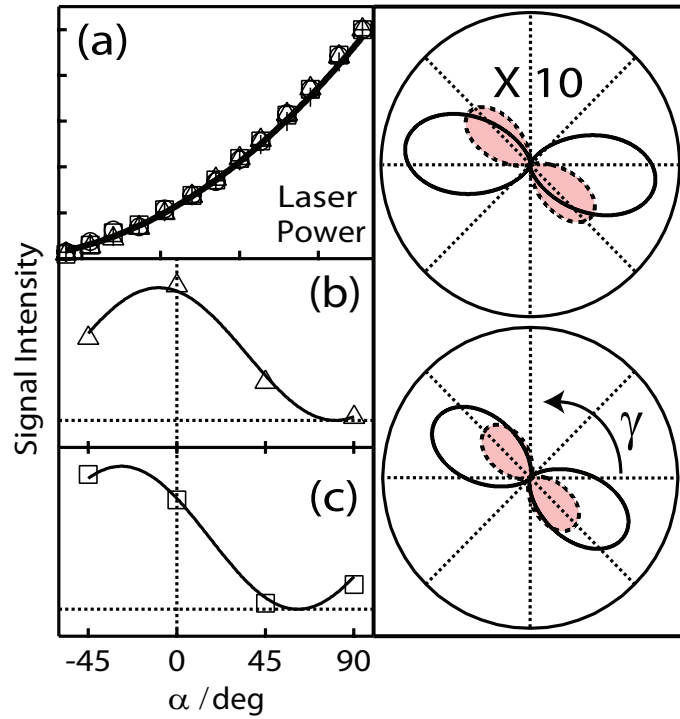 (a)
Laser
Power
(b)
(c)
Signal Intensity
-45 0 45 90
α / deg
X 10
γ